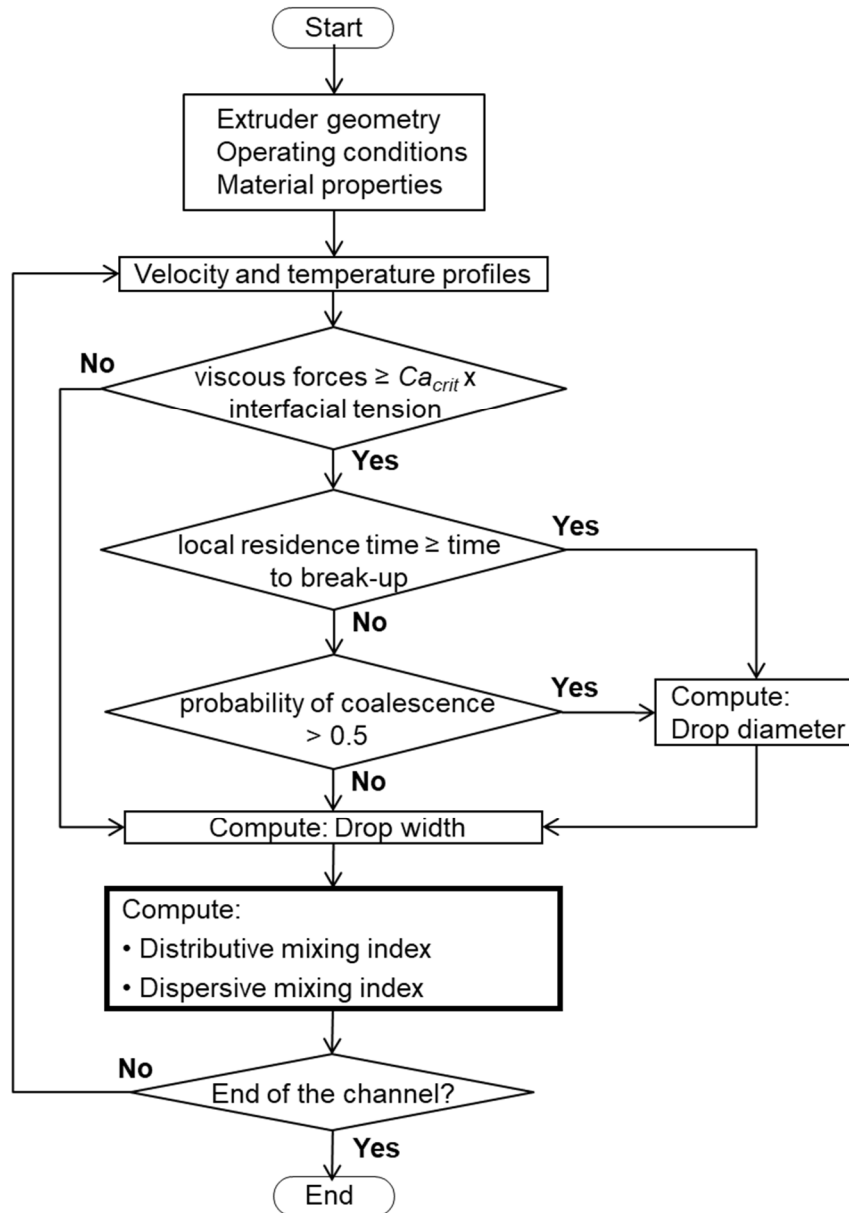 Start
Extruder geometry
Operating conditions
Material properties
Velocity and temperature profiles
No
viscous forces ≥ Ca_crit x
interfacial tension
Yes
local residence time ≥ time
to break-up
Yes
No
probability of coalescence
> 0.5
Yes
Compute:
Drop diameter
No
Compute: Drop width
Compute:
• Distributive mixing index
• Dispersive mixing index
No
End of the channel?
Yes
End